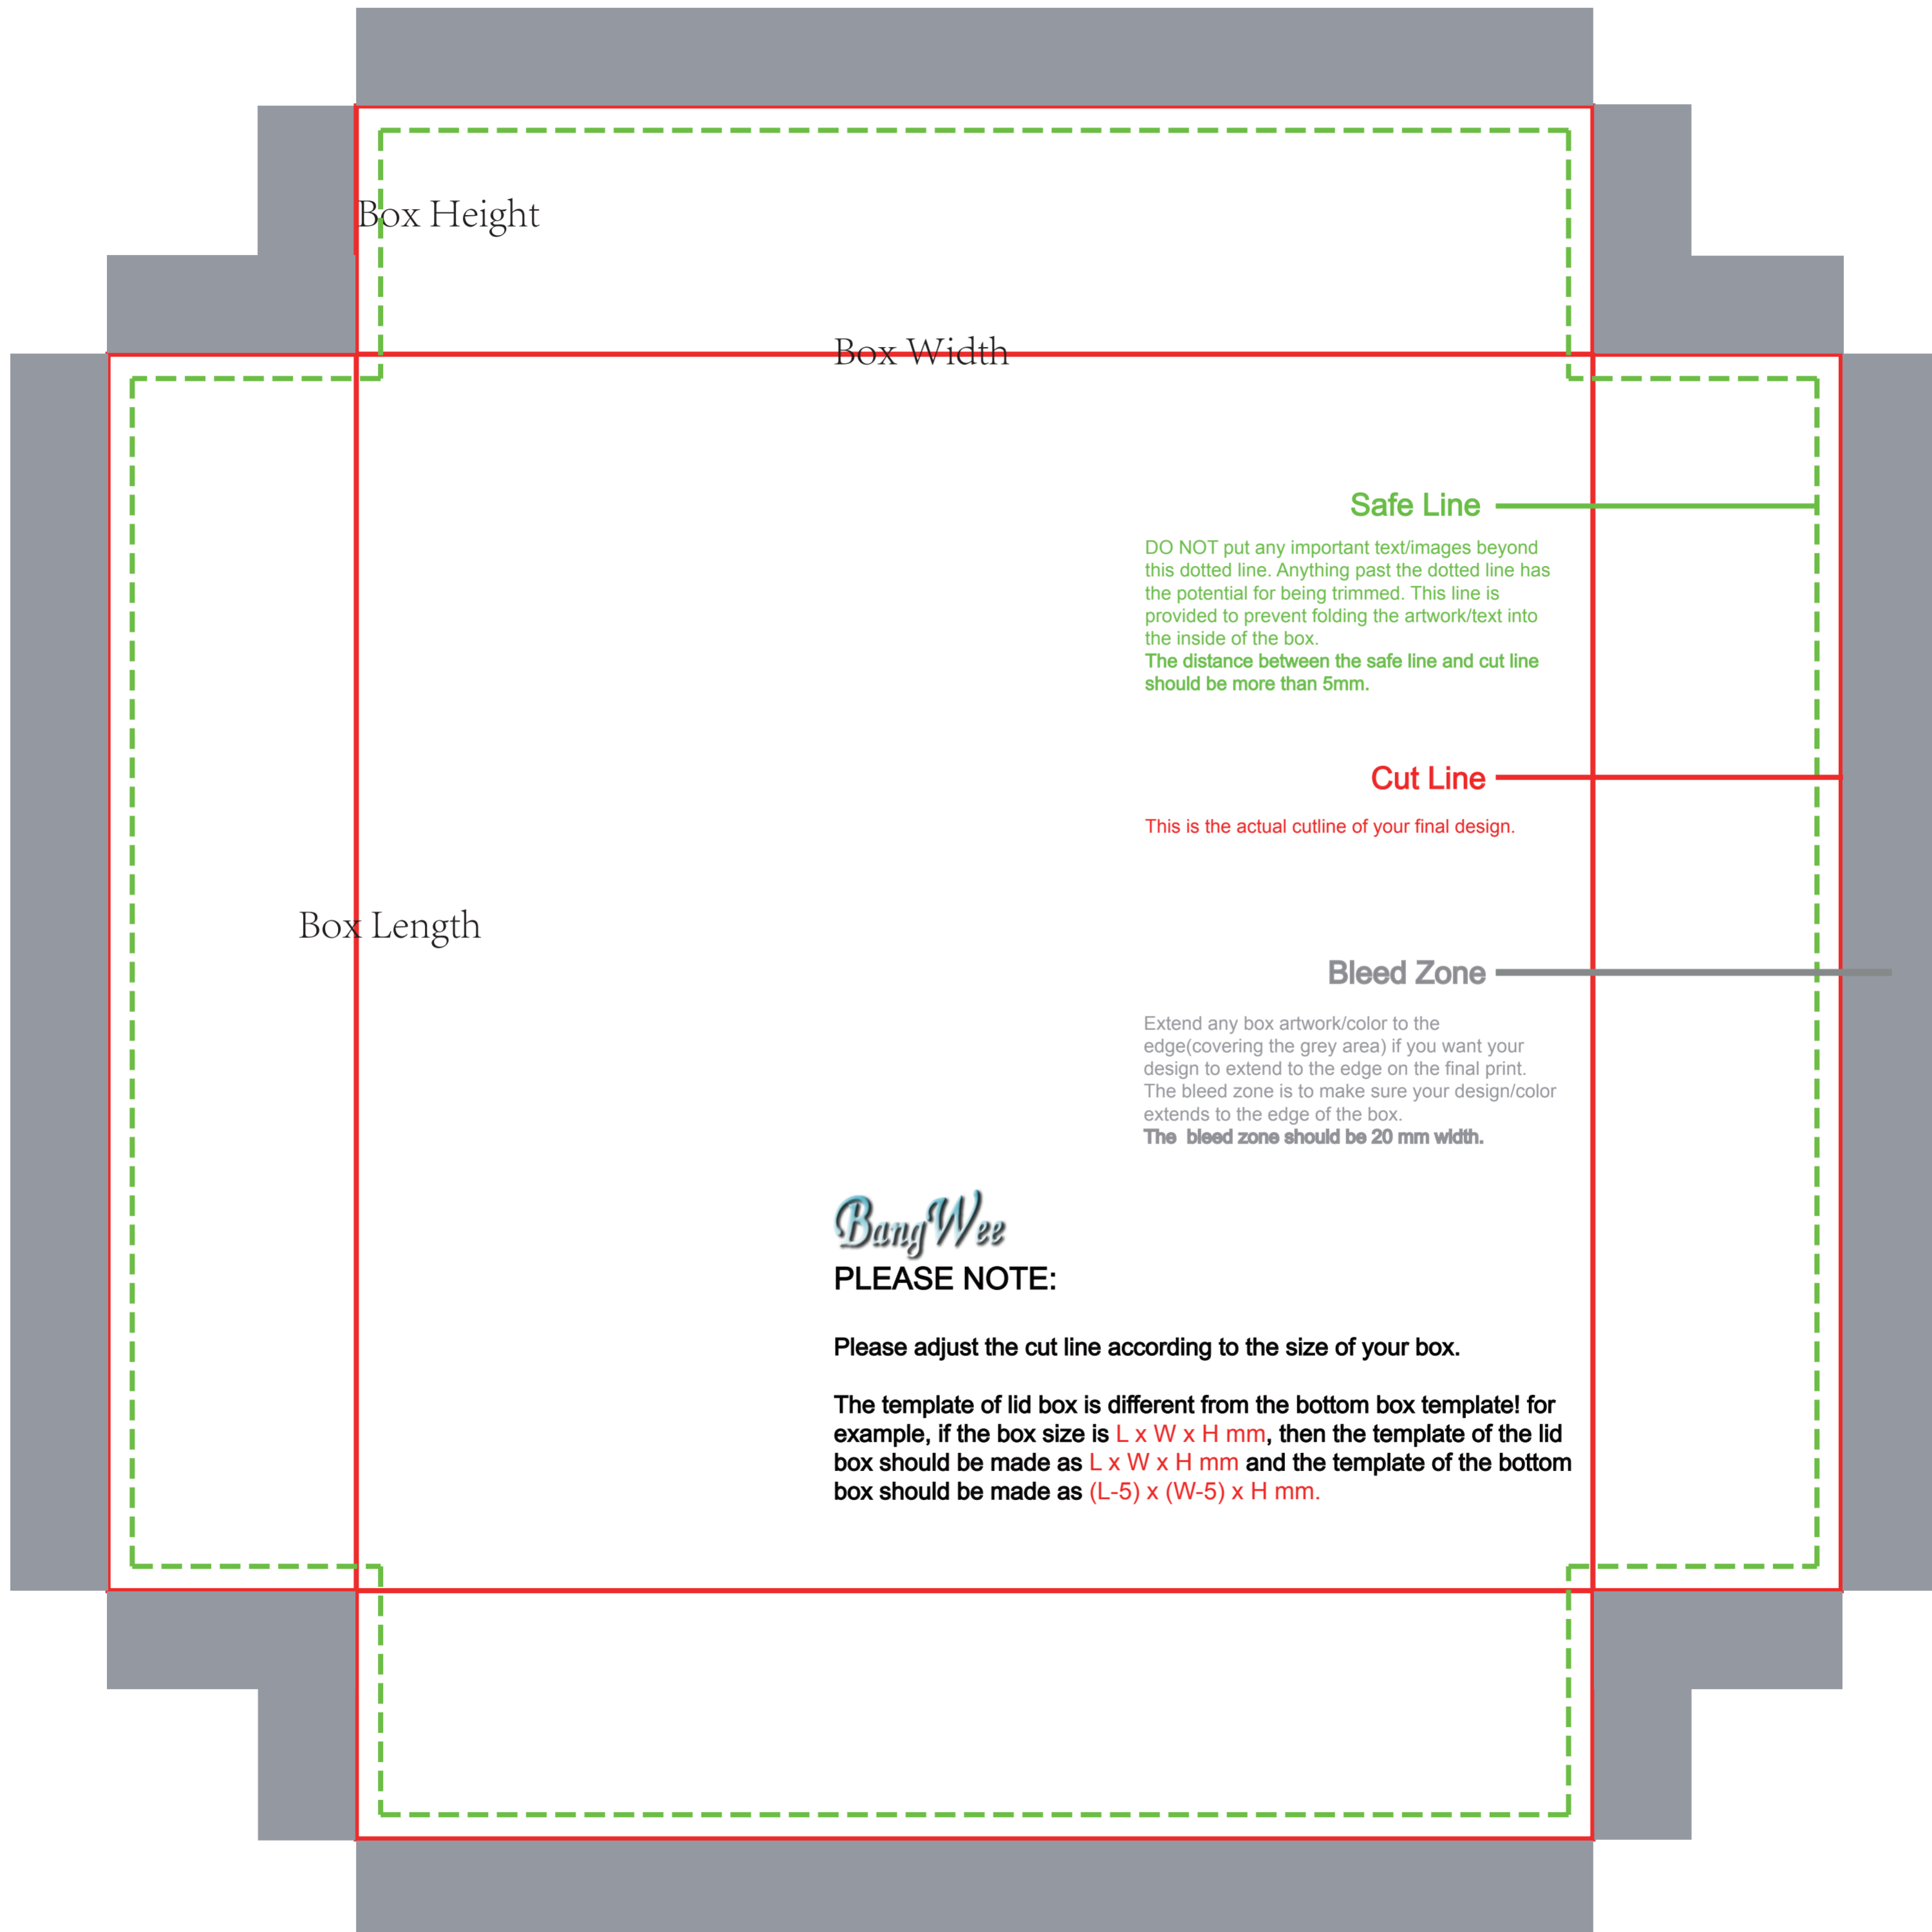 Box Height
Box Width
Safe Line
DO NOT put any important text/images beyond
this dotted line. Anything past the dotted line has
the potential for being trimmed. This line is
provided to prevent folding the artwork/text into
the inside of the box.
The distance between the safe line and cut line
should be more than 5mm.
Cut Line
This is the actual cutline of your final design.
Box Length
Bleed Zone
Extend any box artwork/color to the
edge(covering the grey area) if you want your
design to extend to the edge on the final print.
The bleed zone is to make sure your design/color
extends to the edge of the box.
The  bleed zone should be 20 mm width.
BangWee
PLEASE NOTE:
Please adjust the cut line according to the size of your box.
The template of lid box is different from the bottom box template! for
example, if the box size is L x W x H mm, then the template of the lid
box should be made as L x W x H mm and the template of the bottom
box should be made as (L-5) x (W-5) x H mm.